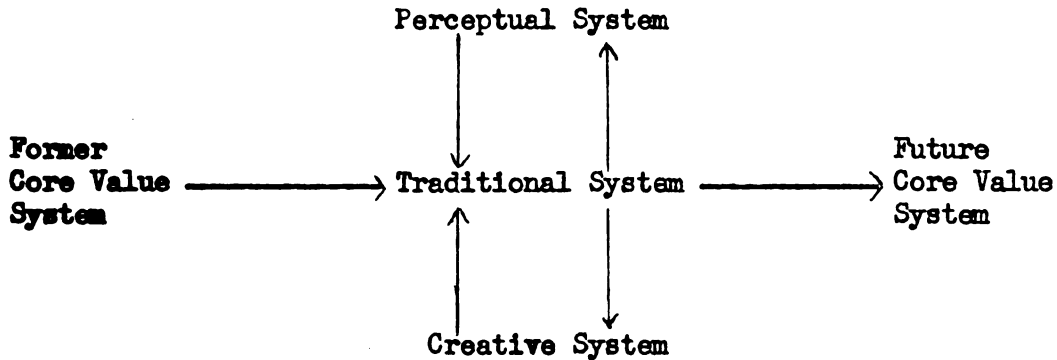 Perceptual System
Former
Core Value
System
Traditional System
Future
Core Value
System
Creative System